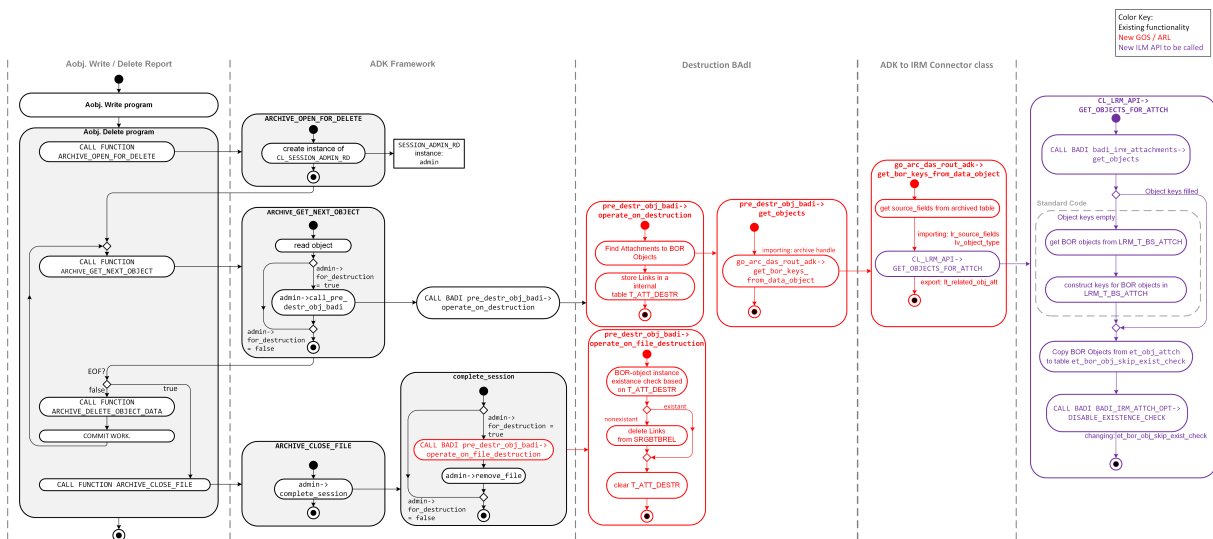 Color Key:
Existing functionality
New GOS / ARL
New ILM API to be called
Aobj. Write / Delete Report
ADK Framework
Destruction BAdI
ADK to IRM Connector class
Aobj. Write program
Aobj. Delete program
CALL FUNCTION
ARCHIVE_OPEN_FOR_DELETE
CALL FUNCTION
ARCHIVE_GET_NEXT_OBJECT
EOF?
false
true
CALL FUNCTION
ARCHIVE_DELETE_OBJECT_DATA
COMMIT WORK.
CALL FUNCTION ARCHIVE_CLOSE_FILE
ARCHIVE_OPEN_FOR_DELETE
create instance of
CL_SESSION_ADMIN_RD
SESSION_ADMIN_RD
instance:
admin
ARCHIVE_GET_NEXT_OBJECT
read object
admin->
for_destruction
= true
admin->call_pre_
destr_obj_badi
admin->
for_destruction
= false
CALL BADI pre_destr_obj_badi->
operate_on_destruction
ARCHIVE_CLOSE_FILE
admin->
complete_session
complete_session
admin->
for_destruction =
true
CALL BADI pre_destr_obj_badi->
operate_on_file_destruction
admin->remove_file
admin->
for_destruction
= false
pre_destr_obj_badi->
operate_on_destruction
Find Attachments to BOR
Objects
store Links in a
internal
table T_ATT_DESTR
pre_destr_obj_badi->
get_objects
importing: archive handle
go_arc_das_rout_adk->
get_bor_keys_
from_data_object
pre_destr_obj_badi->
operate_on_file_destruction
BOR-object instance
existance check based
on T_ATT_DESTR
existant
nonexistant
delete Links
from SRGBTBREL
clear T_ATT_DESTR
go_arc_das_rout_adk->
get_bor_keys_from_data_object
get source_fields from archived table
importing: lr_source_fields
lv_object_type
CL_LRM_API->
GET_OBJECTS_FOR_ATTCH
export: lt_related_obj_att
CL_LRM_API->
GET_OBJECTS_FOR_ATTCH
CALL BADI badi_irm_attachments->
get_objects
Object keys filled
Standard Code
Object keys empty
get BOR objects from LRM_T_BS_ATTCH
construct keys for BOR objects in
LRM_T_BS_ATTCH
Copy BOR Objects from et_obj_attch
to table et_bor_obj_skip_exist_check
CALL BADI BADI_IRM_ATTCH_OPT->
DISABLE_EXISTENCE_CHECK
changing: et_bor_obj_skip_exist_check